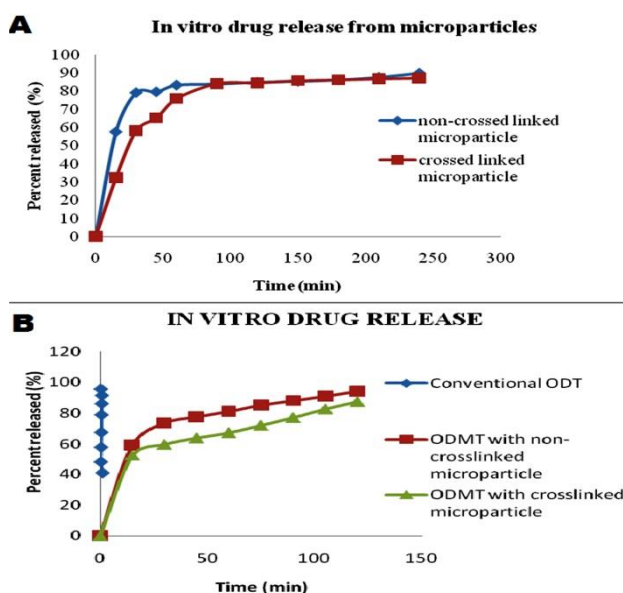 A
In vitro drug release from microparticles
Percent released (%)
100
90
80
70
60
50
40
30
20
10
0
0 50 100 150 200 250 300
Time (min)
non-crossed linked
microparticle
crossed linked
microparticle
B
IN VITRO DRUG RELEASE
Percent released (%)
120
100
80
60
40
20
0
0 50 100 150
Time (min)
Conventional ODT
ODMT with non-
crosslinked
microparticle
ODMT with crosslinked
microparticle